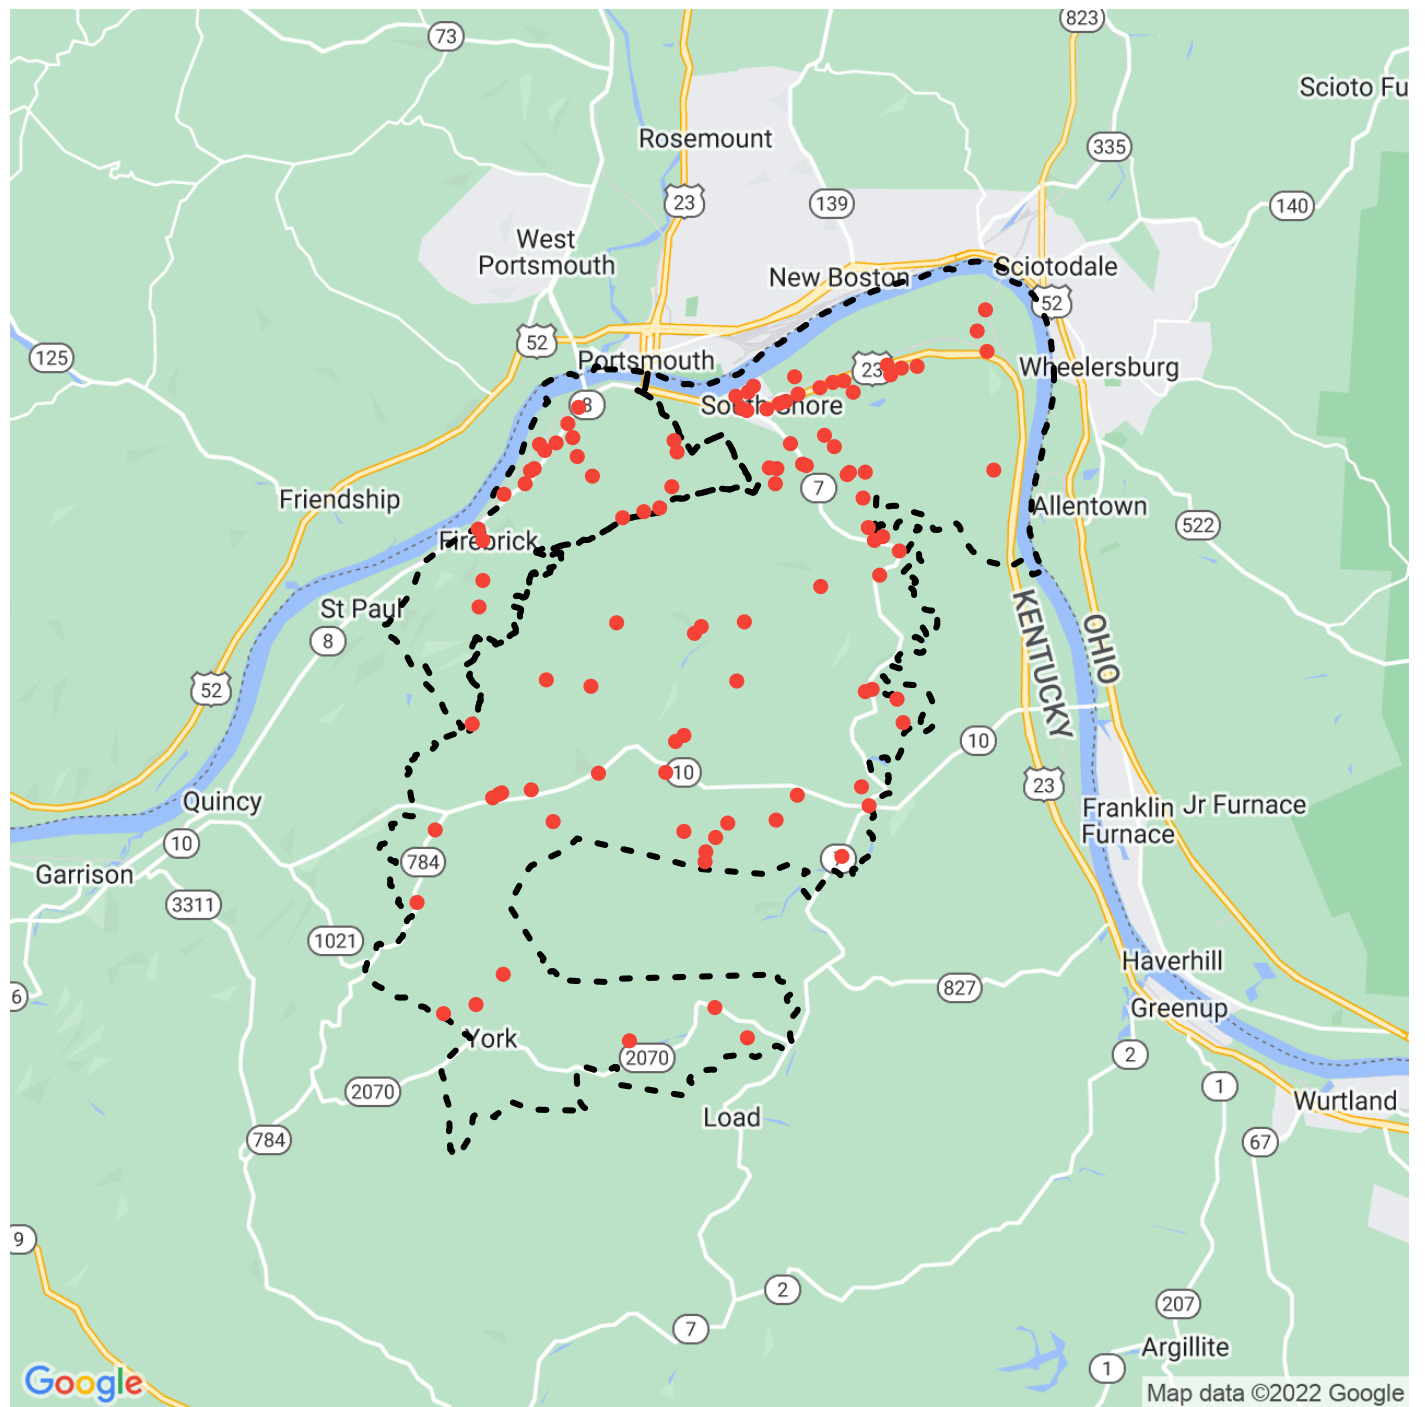 823
73
Scioto Fu
Rosemount
335
23
139
140
West
Portsmouth
New Boston
Sciotodale
52
52
125
Portsmouth
23
Wheelersburg
8
South Shore
7
Friendship
Allentown
522
Firebrick
St Paul
8
KENTUCKY
OHIO
52
10
10
23
Quincy
Franklin
Furnace
Jr Furnace
10
784
7
Garrison
3311
1021
Haverhill
6
827
Greenup
York
2070
2
1
2070
Load
Wurtland
784
67
9
2
207
7
Argillite
1
Google
Map data ©2022 Google